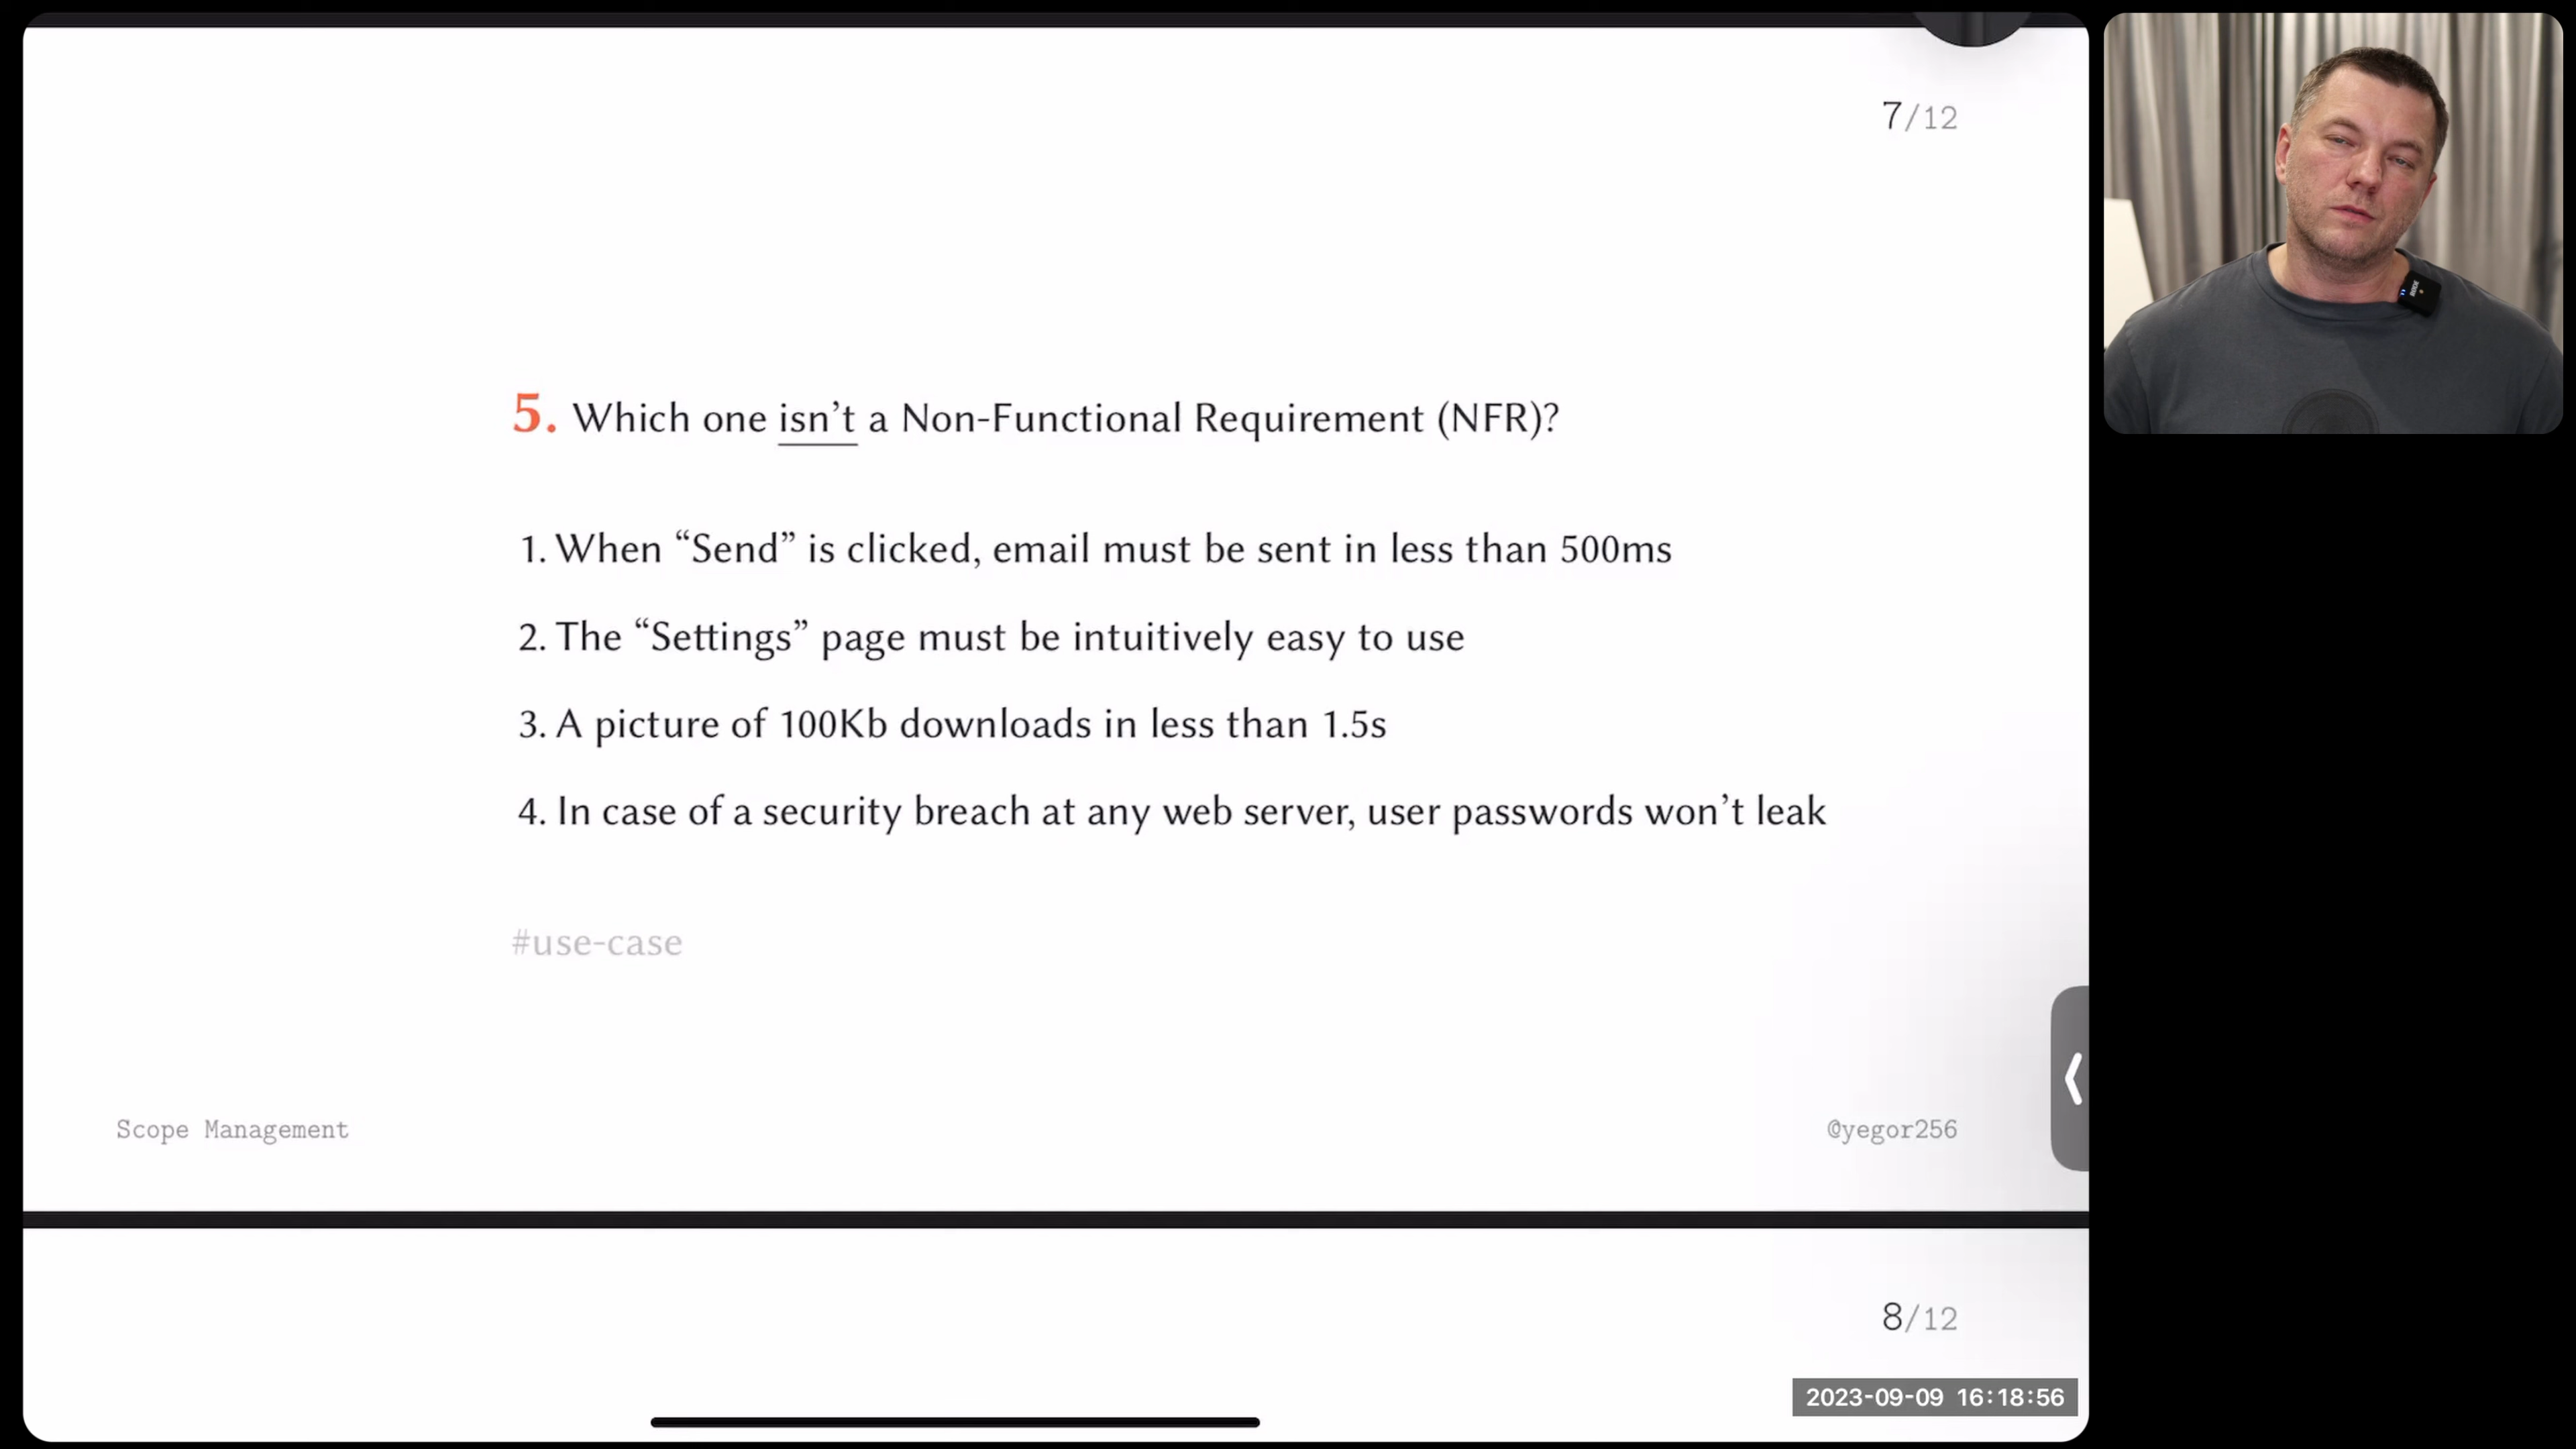 7/12
5. Which one isn’t a Non-Functional Requirement (NFR)?
1. When “Send” is clicked, email must be sent in less than 500ms
2. The “Settings” page must be intuitively easy to use
3. A picture of 100Kb downloads in less than 1.5s
4. In case of a security breach at any web server, user passwords won’t leak
#use-case
Scope Management
@yegor256
8/12
2023-09-09 16:18:56